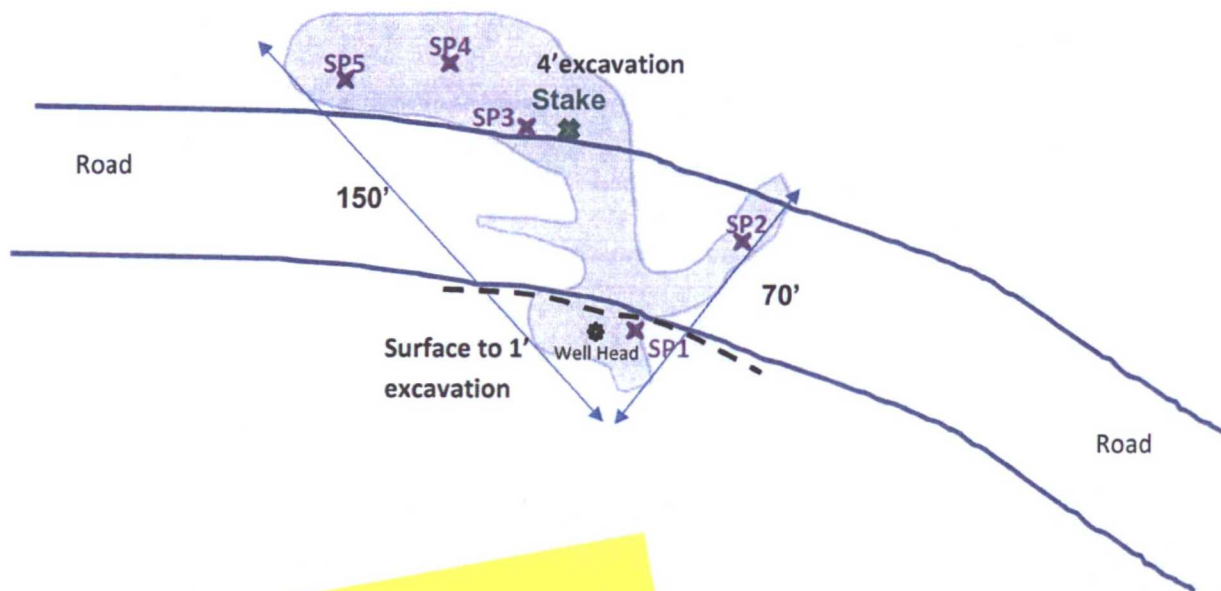 SP4
SP5
4'excavation
Stake
SP3
Road
150'
SP2
70'
Surface to 1'
excavation
Well Head
SP1
Road